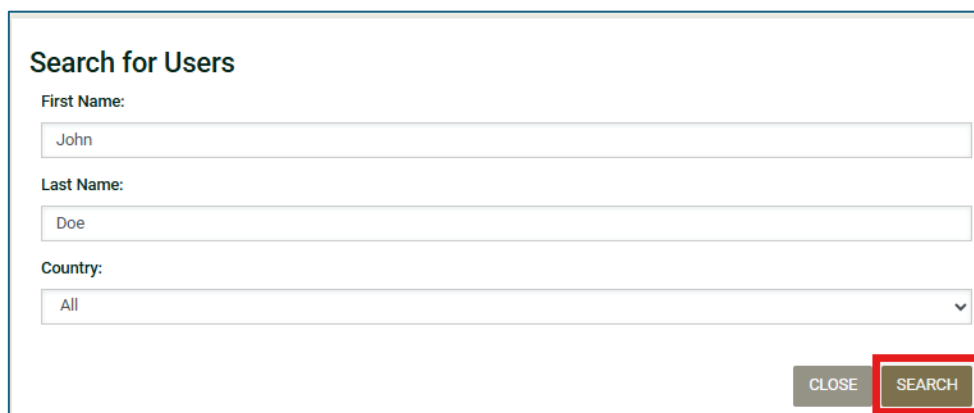 Search for Users
First Name:
John
Last Name:
Doe
Country:
All
CLOSE SEARCH